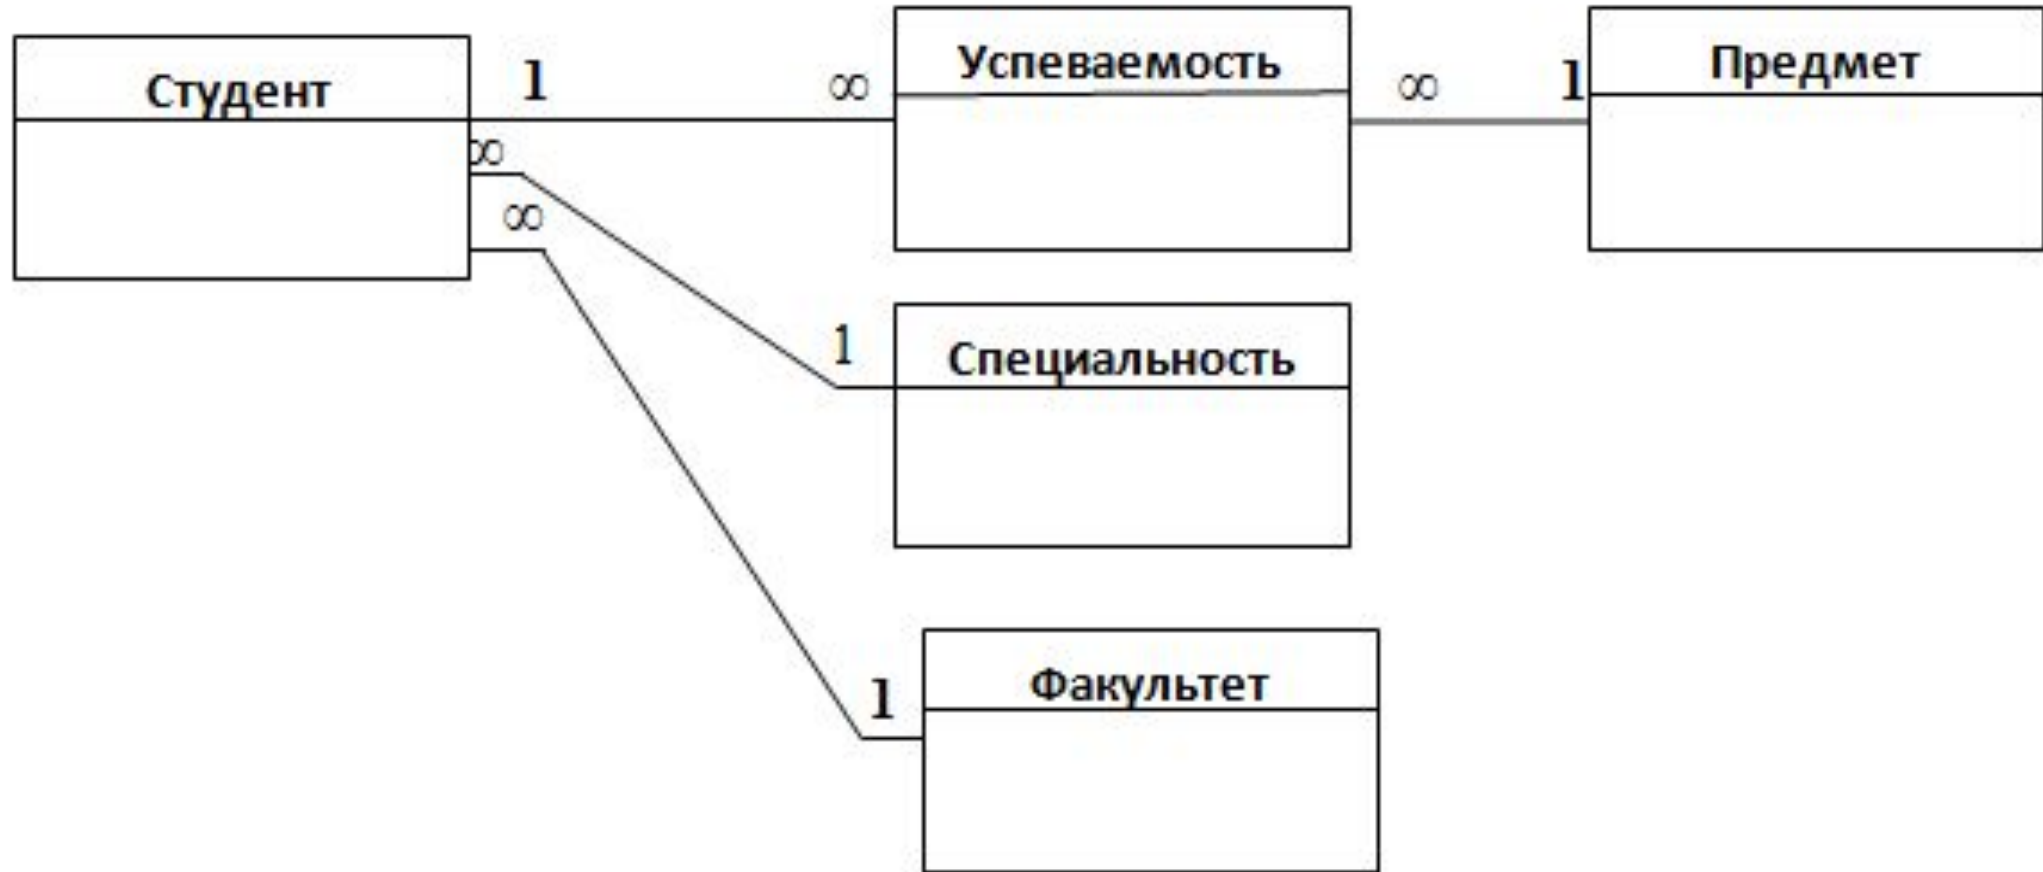 Студент
1
∞
Успеваемость
∞
1
Предмет
∞
∞
1
Специальность
1
Факультет